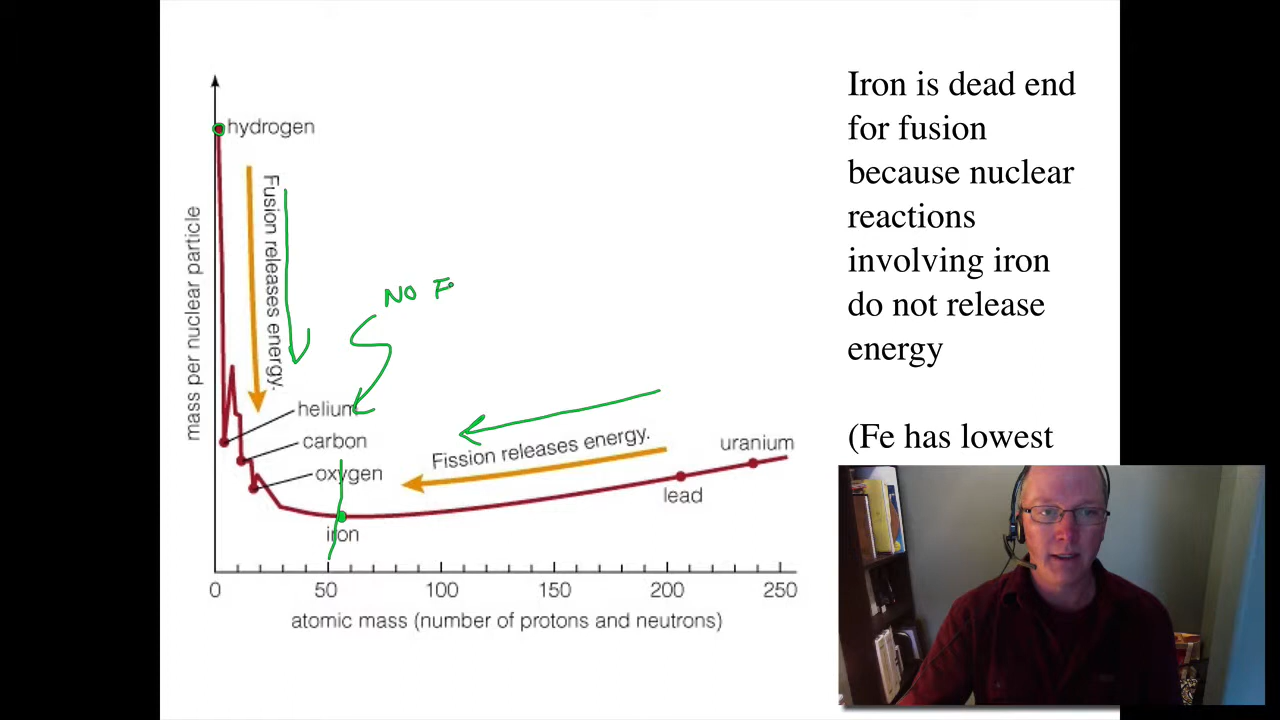 hydrogen
mass per nuclear particle
Fusion releases energy.
NO F
helium
carbon
oxygen
iron
Fission releases energy.
lead
uranium
0 50 100 150 200 250
atomic mass (number of protons and neutrons)
Iron is dead end
for fusion
because nuclear
reactions
involving iron
do not release
energy
(Fe has lowest